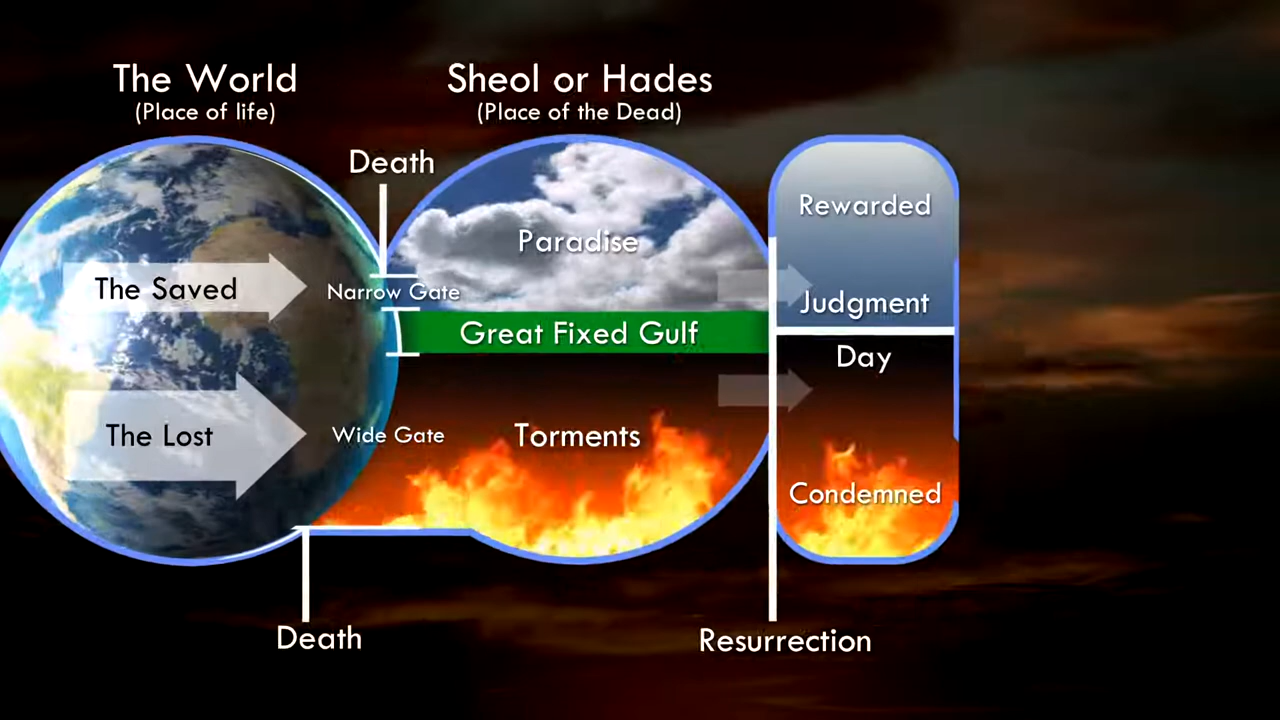 The World
(Place of life)
Sheol or Hades
(Place of the Dead)
Death
Rewarded
Paradise
The Saved
Narrow Gate
Judgment
Great Fixed Gulf
Day
The Lost
Wide Gate
Torments
Condemned
Death
Resurrection